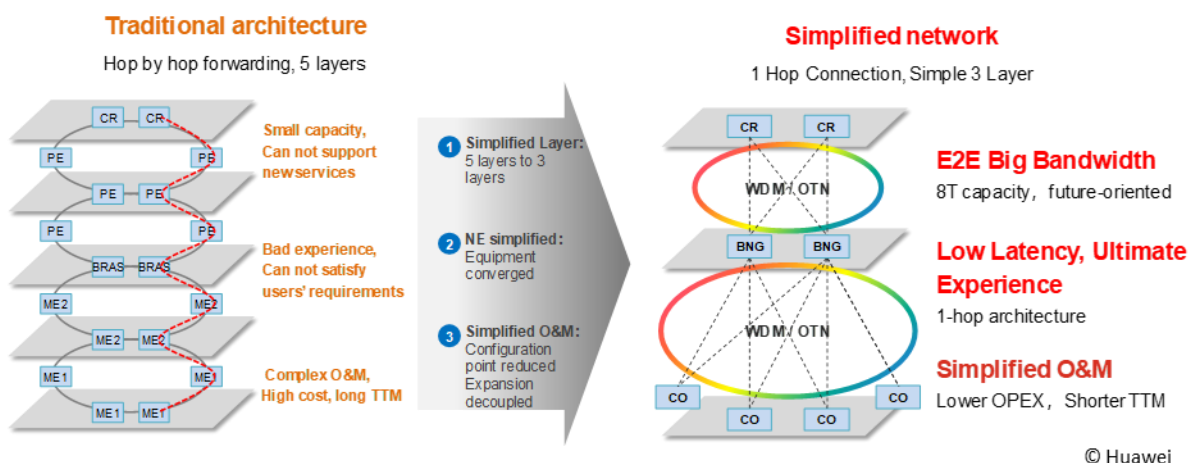 Traditional architecture
Hop by hop forwarding, 5 layers
CR CR
PE PE
PE PE
PE PE
BRAS BRAS
ME2 ME2
ME2 ME2
ME1 ME1
ME1 ME1
Small capacity,
Can not support
newservices
Bad experience,
Can not satisfy
users' requirements
Complex O&M,
High cost, long TTM
1 Simplified Layer:
5 layers to 3
layers
2 NE simplified:
Equipment
converged
3 Simplified O&M:
Configuration
point reduced
Expansion
decoupled
Simplified network
1 Hop Connection, Simple 3 Layer
CR CR
WDM / OTN
BNG BNG
WDM / OTN
CO CO
CO CO
E2E Big Bandwidth
8T capacity, future-oriented
Low Latency, Ultimate
Experience
1-hop architecture
Simplified O&M
Lower OPEX, Shorter TTM
© Huawei